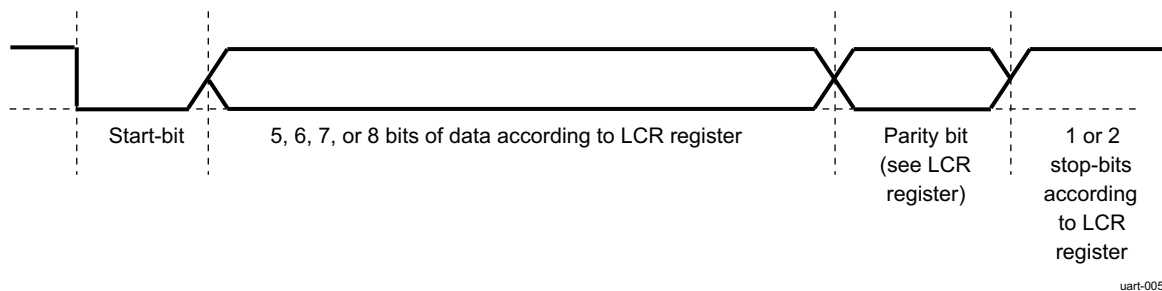 Start-bit
5, 6, 7, or 8 bits of data according to LCR register
Parity bit
(see LCR
register)
1 or 2
stop-bits
according
to LCR
register
uart-005